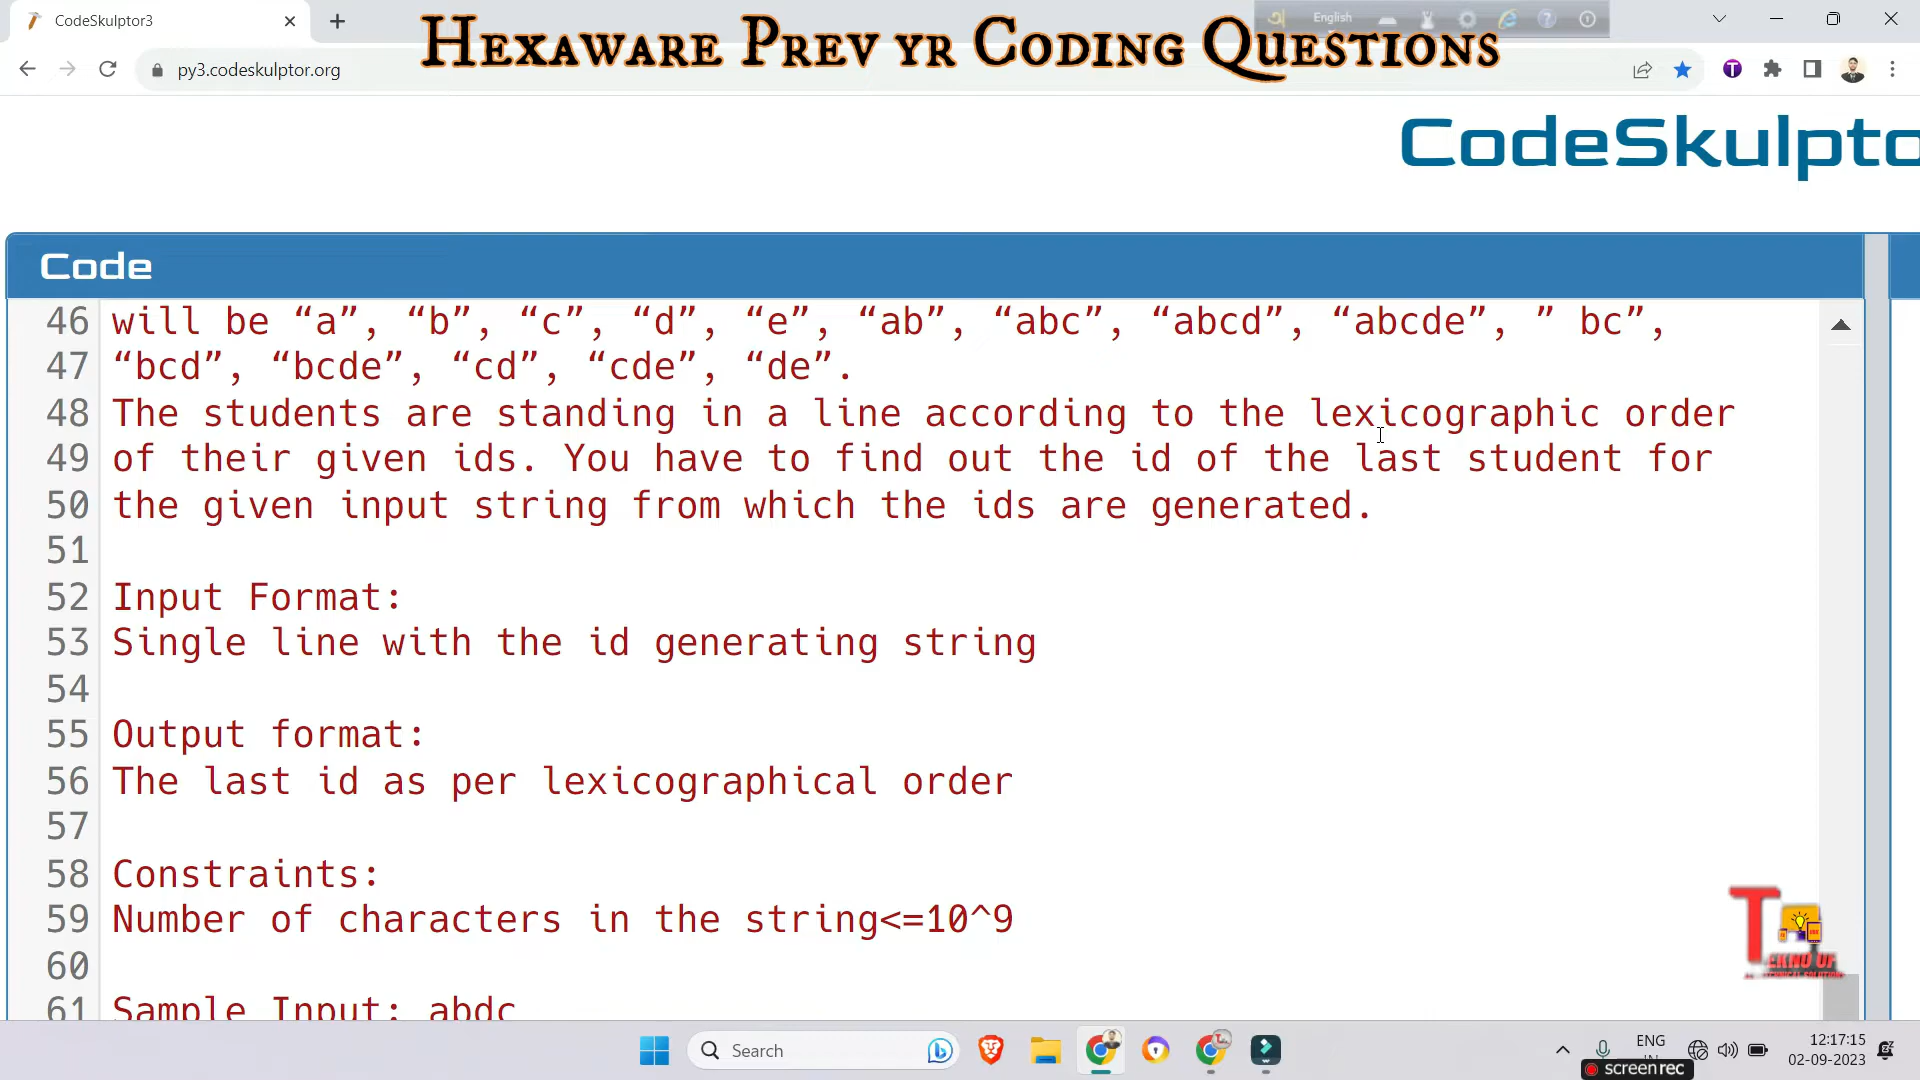 CodeSkulptor3
HEXAWARE PREV YR CODING QUESTIONS
English
py3.codeskulptor.org
CodeSkulpto
Code
46 will be “a”, “b”, “c”, “d”, “e”, “ab”, “abc”, “abcd”, “abcde”, ” bc”,
47 “bcd”, “bcde”, “cd”, “cde”, “de”.
48 The students are standing in a line according to the lexicographic order
49 of their given ids. You have to find out the id of the last student for
50 the given input string from which the ids are generated.
51
52 Input Format:
53 Single line with the id generating string
54
55 Output format:
56 The last id as per lexicographical order
57
58 Constraints:
59 Number of characters in the string<=10^9
60
61 Sample Input: abdc
TEKNO UF
Search
ENG
12:17:15
02-09-2023
screenrec